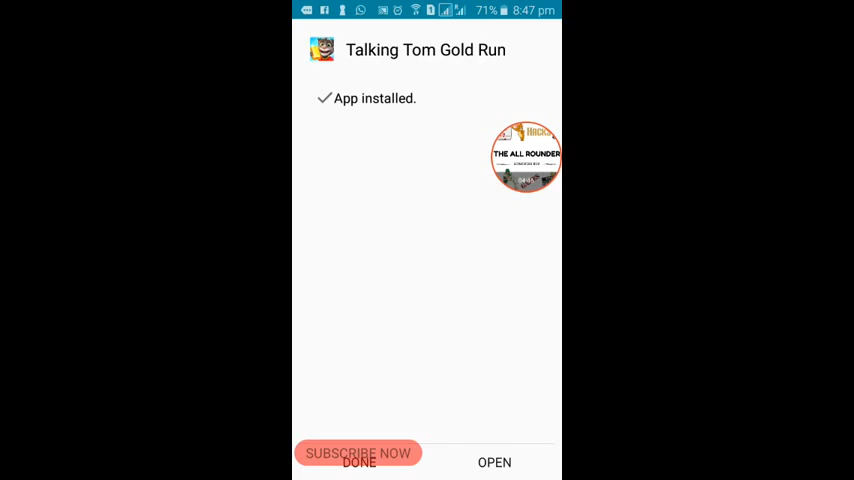 71% 8:47 pm
Talking Tom Gold Run
App installed.
HACKS
THE ALL ROUNDER
SUBSCRIBE NOW
DONE
OPEN